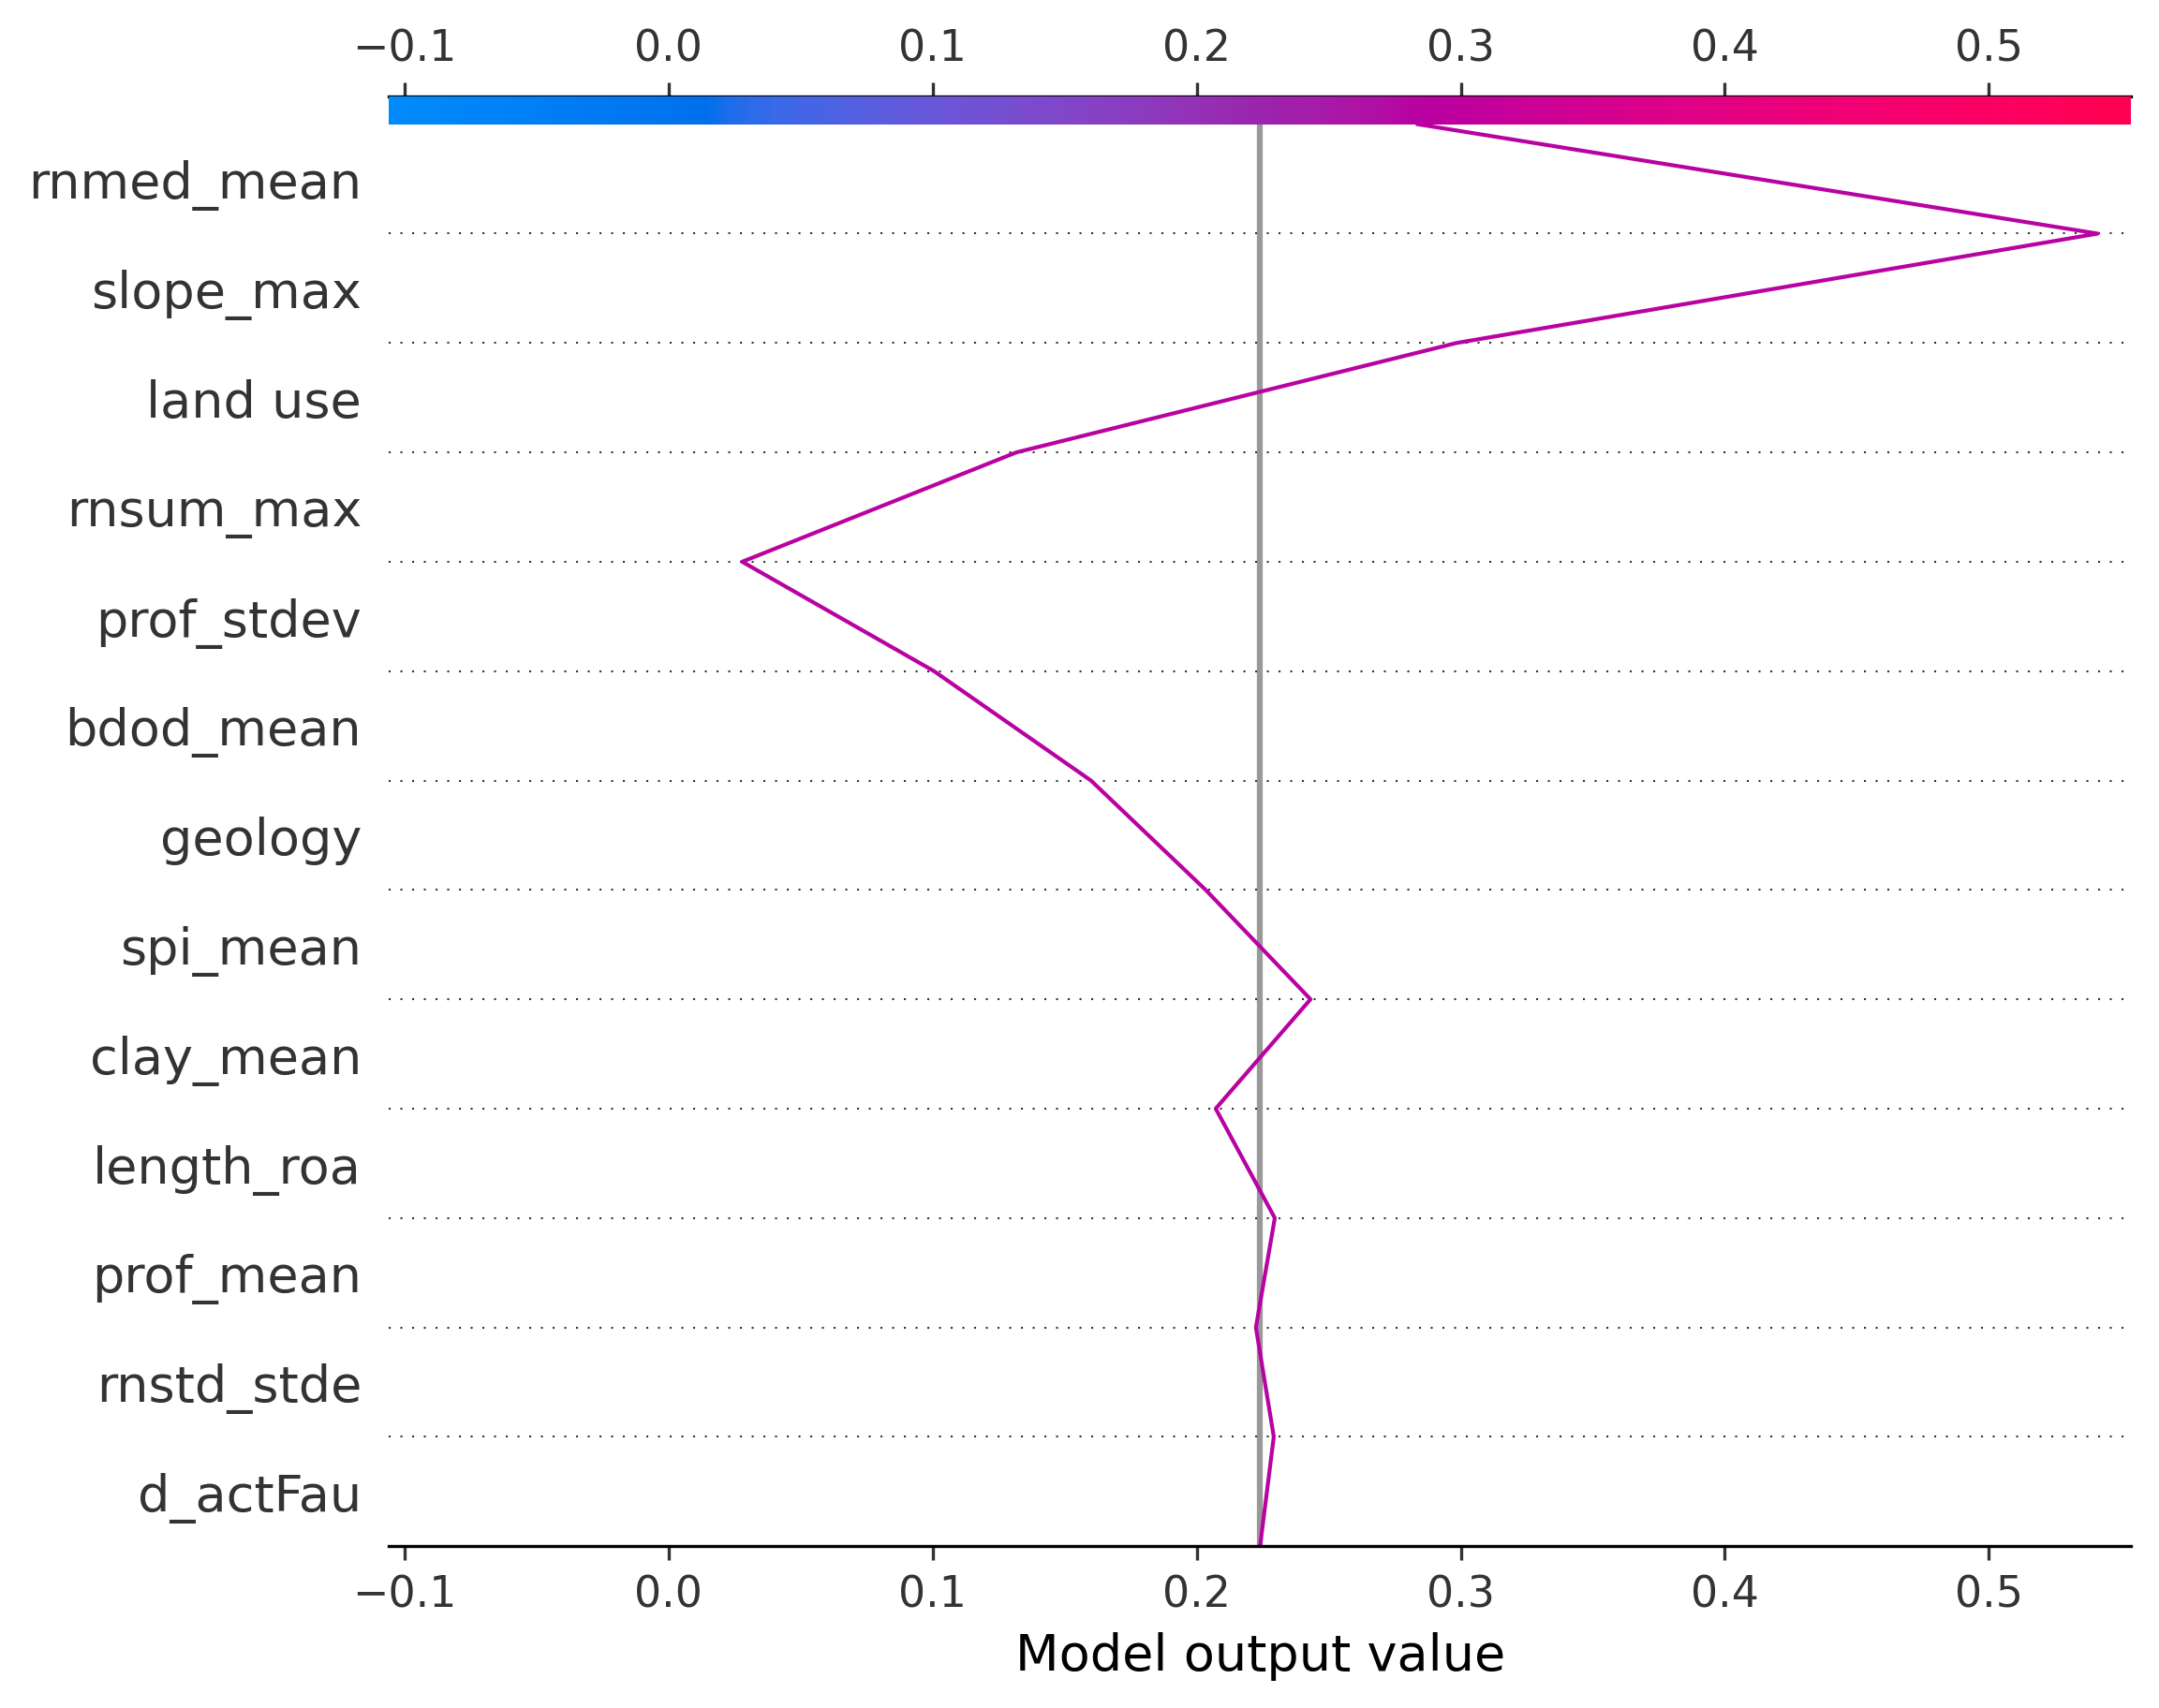 −0.1 0.0 0.1 0.2 0.3 0.4 0.5
rnmed_mean
slope_max
land use
rnsum_max
prof_stdev
bdod_mean
geology
spi_mean
clay_mean
length_roa
prof_mean
rnstd_stde
d_actFau
−0.1 0.0 0.1 0.2 0.3 0.4 0.5
Model output value